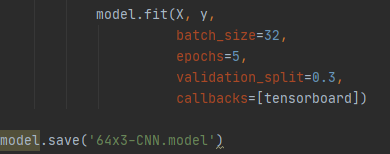 model.fit(X, y,
batch_size=32,
epochs=5,
validation_split=0.3,
callbacks=[tensorboard])
model.save('64x3-CNN.model')